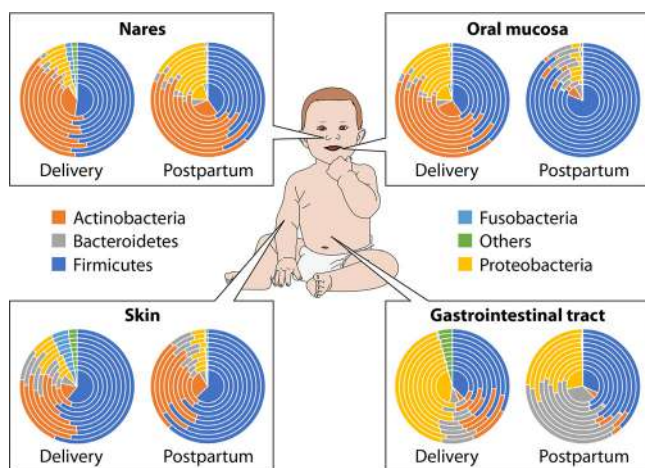 Nares
Delivery
Postpartum
Oral mucosa
Delivery
Postpartum
Actinobacteria
Bacteroidetes
Firmicutes
Fusobacteria
Others
Proteobacteria
Skin
Delivery
Postpartum
Gastrointestinal tract
Delivery
Postpartum